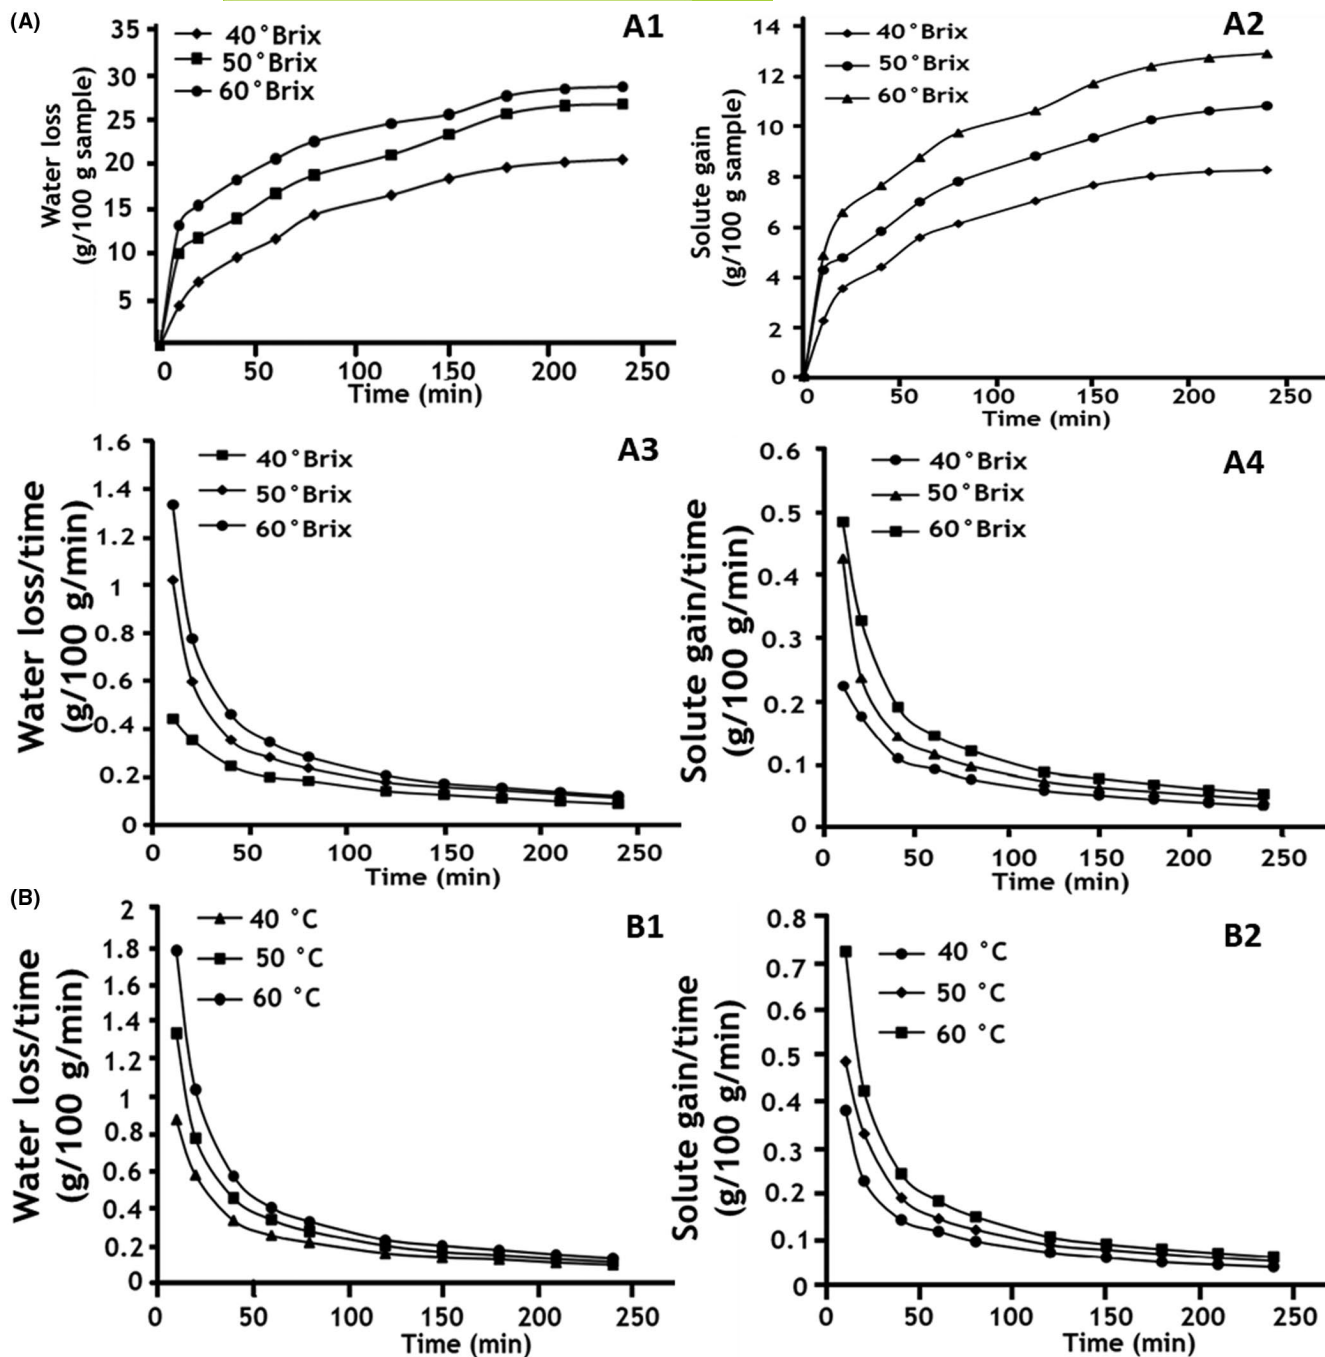 (A)
A1
40°Brix
50°Brix
60°Brix
Water loss
(g/100 g sample)
35
30
25
20
15
10
5
0 50 100 150 200 250
Time (min)
A2
40°Brix
50°Brix
60°Brix
Solute gain
(g/100 g sample)
14
12
10
8
6
4
2
0
0 50 100 150 200 250
Time (min)
A3
40°Brix
50°Brix
60°Brix
Water loss/time
(g/100 g/min)
1.6
1.4
1.2
1
0.8
0.6
0.4
0.2
0
0 50 100 150 200 250
Time (min)
A4
40°Brix
50°Brix
60°Brix
Solute gain/time
(g/100 g/min)
0.6
0.5
0.4
0.3
0.2
0.1
0
0 50 100 150 200 250
Time (min)
(B)
B1
40 °C
50 °C
60 °C
Water loss/time
(g/100 g/min)
2
1.8
1.6
1.4
1.2
1
0.8
0.6
0.4
0.2
0
0 50 100 150 200 250
Time (min)
B2
40 °C
50 °C
60 °C
Solute gain/time
(g/100 g/min)
0.8
0.7
0.6
0.5
0.4
0.3
0.2
0.1
0
0 50 100 150 200 250
Time (min)